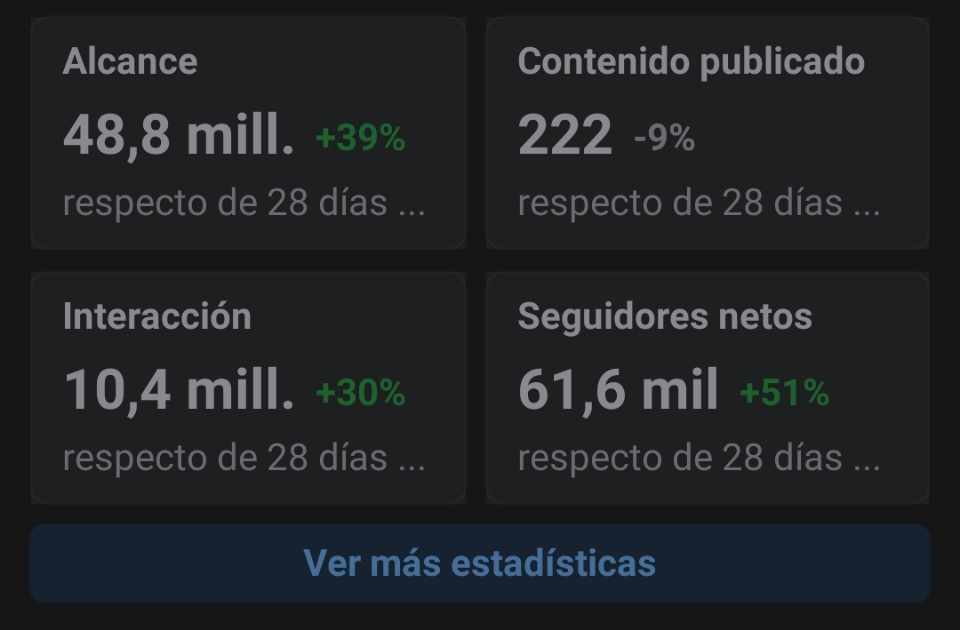 Alcance
48,8 mill. +39%
respecto de 28 días ...
Contenido publicado
222 -9%
respecto de 28 días ...
Interacción
10,4 mill. +30%
respecto de 28 días ...
Seguidores netos
61,6 mil +51%
respecto de 28 días ...
Ver más estadísticas